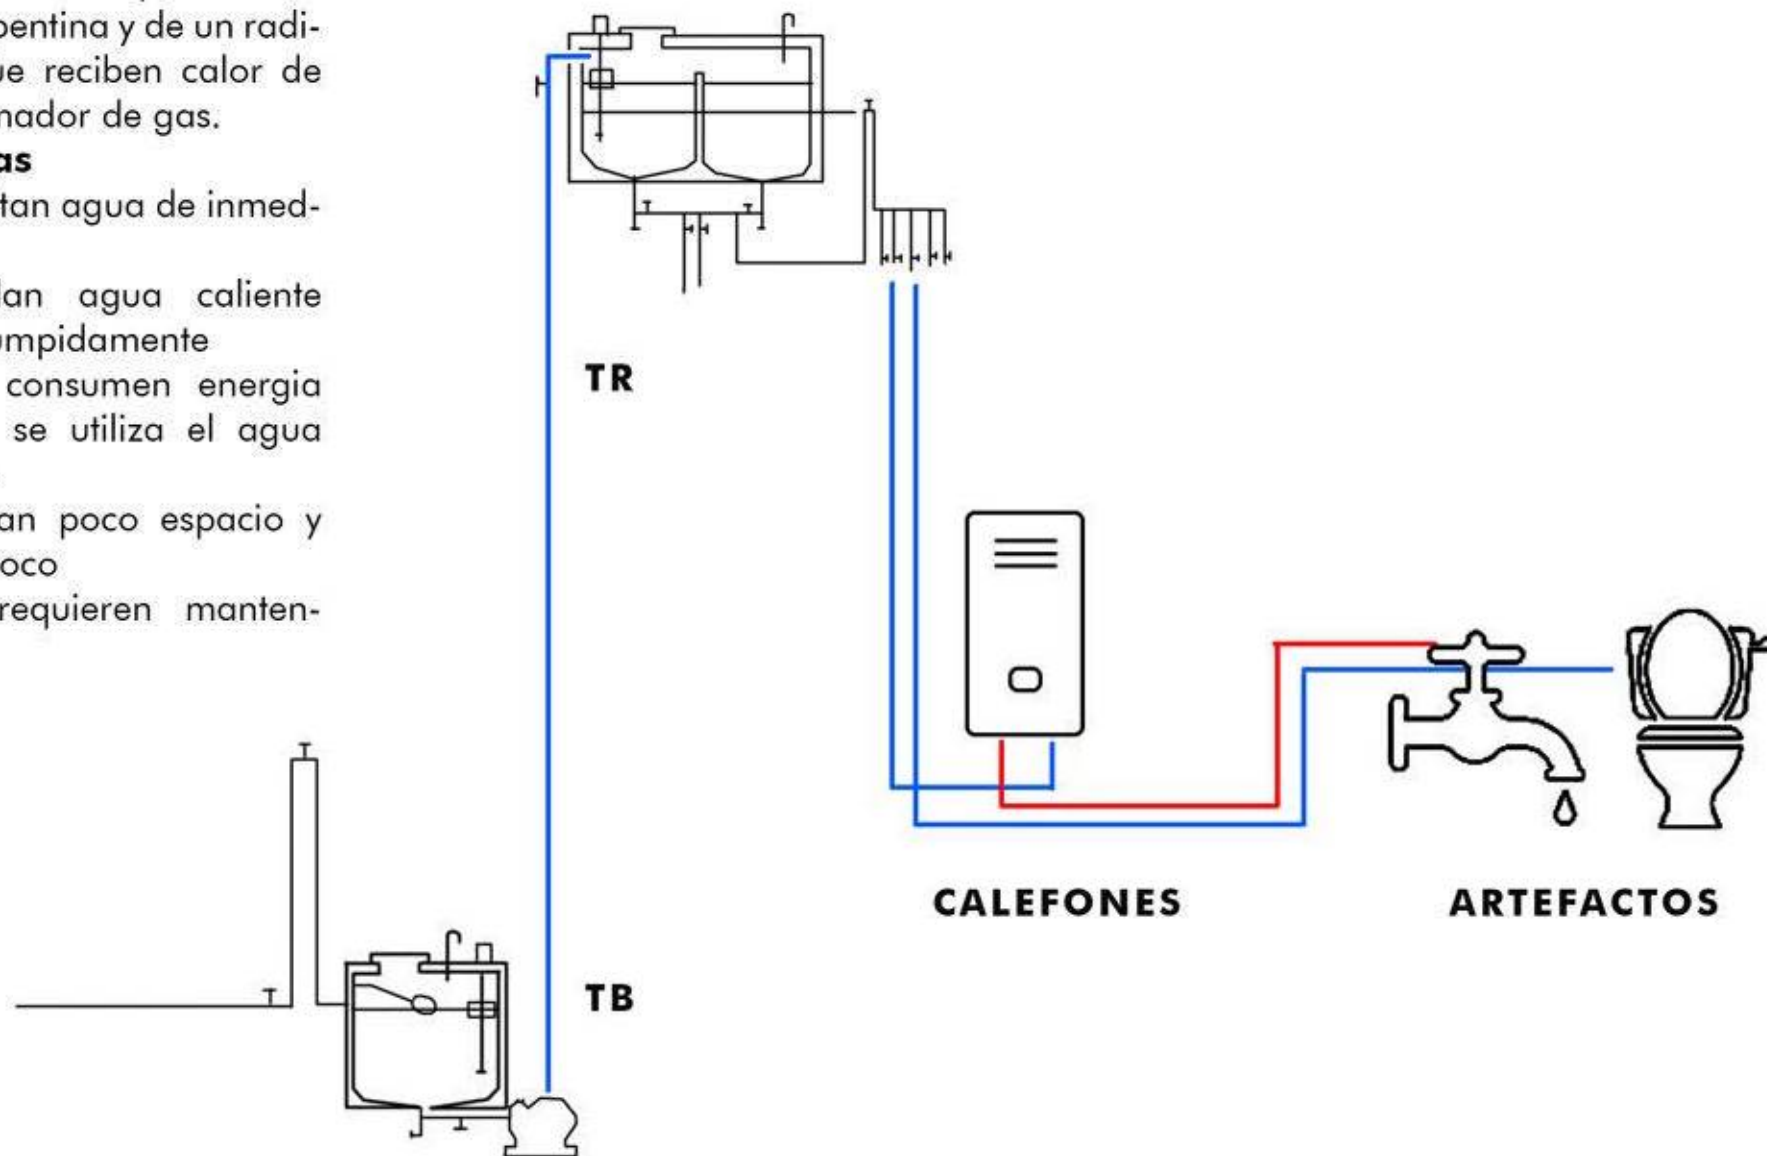 pentina y de un radi-
ue reciben calor de
nador de gas.
as
tan agua de inmed-
lan agua caliente
umpidamente
consumen energia
se utiliza el agua
an poco espacio y
oco
requieren manten-
TR
CALEFONES
ARTEFACTOS
TB